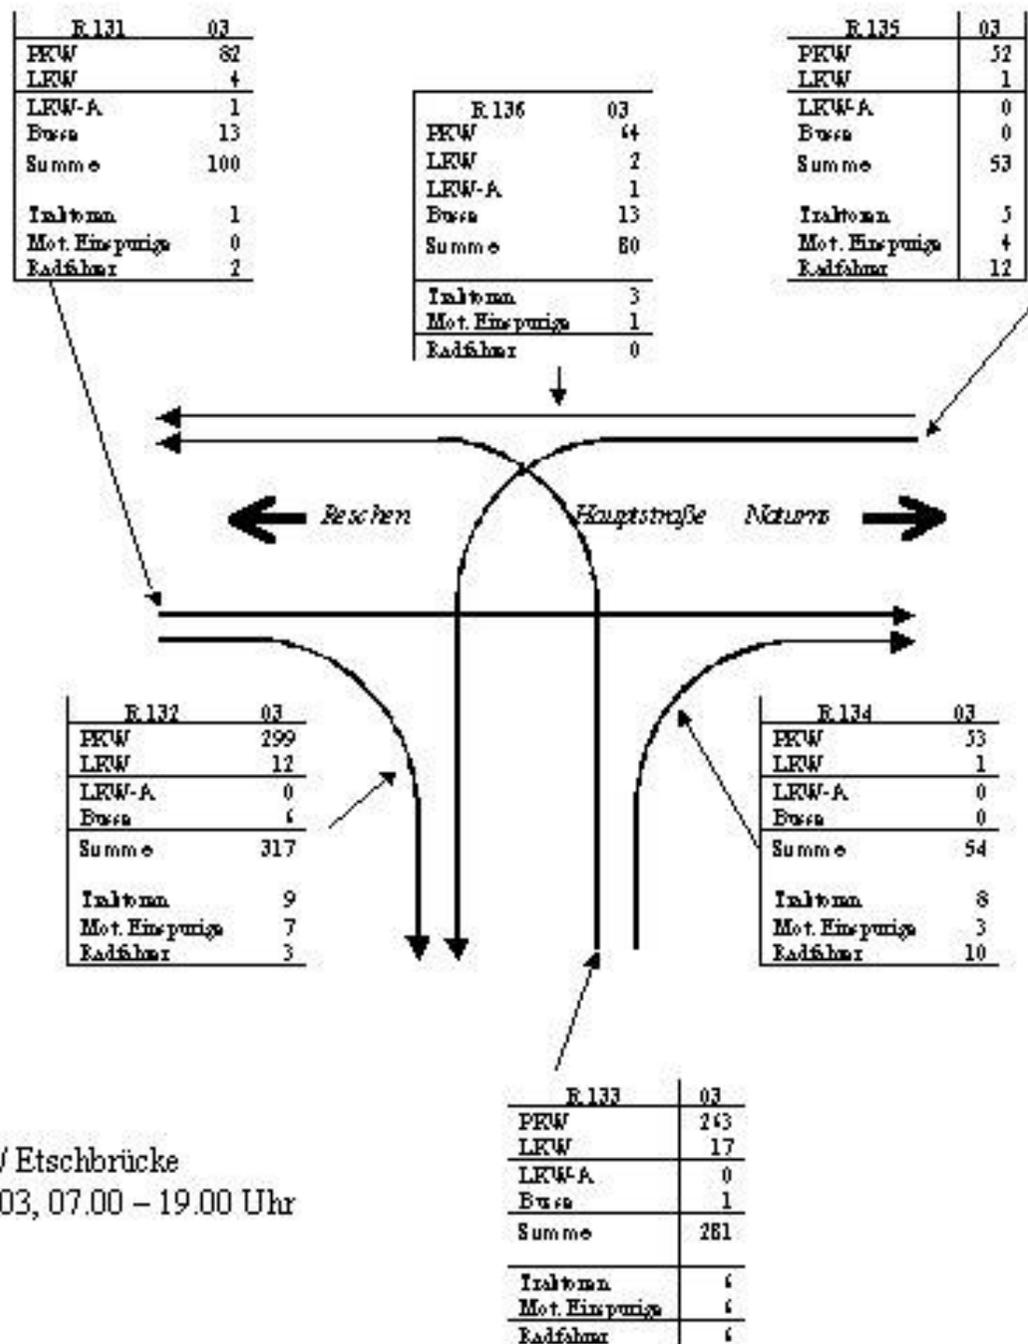 R 131 03
PKW 82
LKW 4
LKW-A 1
Busse 13
Summe 100
Traktoren 1
Mot. Einspurige 0
Radfahrer 2
R 136 03
PKW 64
LKW 2
LKW-A 1
Busse 13
Summe 80
Traktoren 3
Mot. Einspurige 1
Radfahrer 0
R 135 03
PKW 52
LKW 1
LKW-A 0
Busse 0
Summe 53
Traktoren 5
Mot. Einspurige 4
Radfahrer 12
Reschen Hauptstraße Naturns
R 132 03
PKW 299
LKW 12
LKW-A 0
Busse 6
Summe 317
Traktoren 9
Mot. Einspurige 7
Radfahrer 3
R 134 03
PKW 53
LKW 1
LKW-A 0
Busse 0
Summe 54
Traktoren 8
Mot. Einspurige 3
Radfahrer 10
R 133 03
PKW 263
LKW 17
LKW-A 0
Busse 1
Summe 281
Traktoren 6
Mot. Einspurige 6
Radfahrer 6
/ Etschbrücke
03, 07.00 – 19.00 Uhr